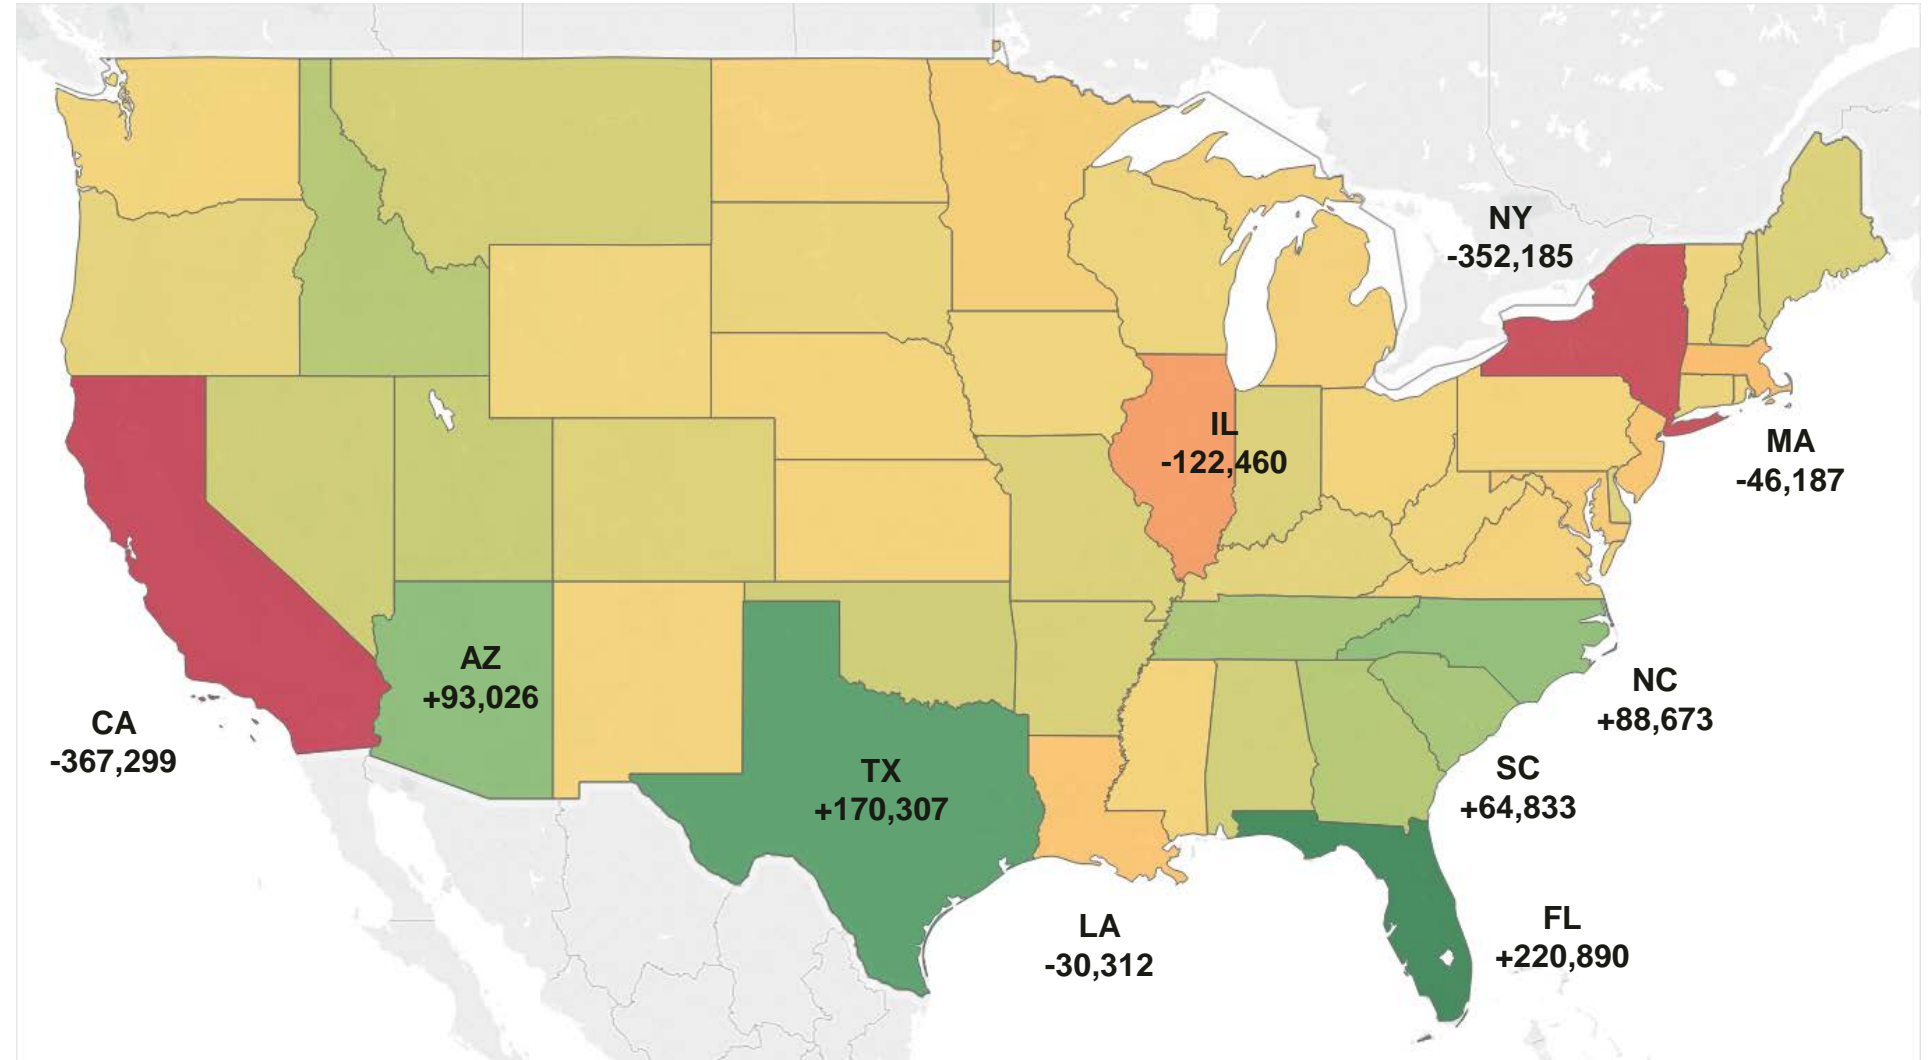 NY
-352,185
IL
-122,460
MA
-46,187
AZ
+93,026
NC
+88,673
CA
-367,299
TX
+170,307
SC
+64,833
LA
-30,312
FL
+220,890